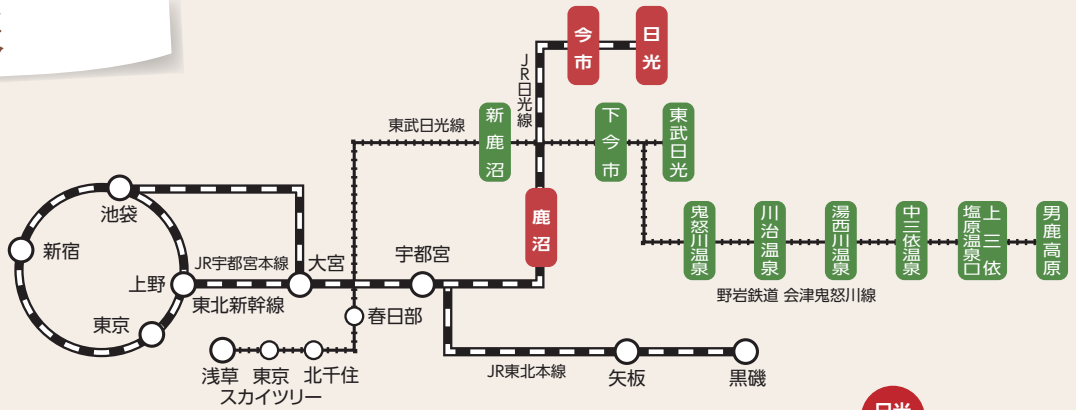 今市
日光
JR日光線
新鹿沼
東武日光線
下今市
東武日光
鹿沼
鬼怒川温泉
川治温泉
湯西川温泉
中三依温泉
上三依
塩原温泉口
男鹿高原
野岩鉄道 会津鬼怒川線
池袋
新宿
上野
東京
JR宇都宮本線
東北新幹線
大宮
宇都宮
春日部
浅草
東京
スカイツリー
北千住
JR東北本線
矢板
黒磯
日光